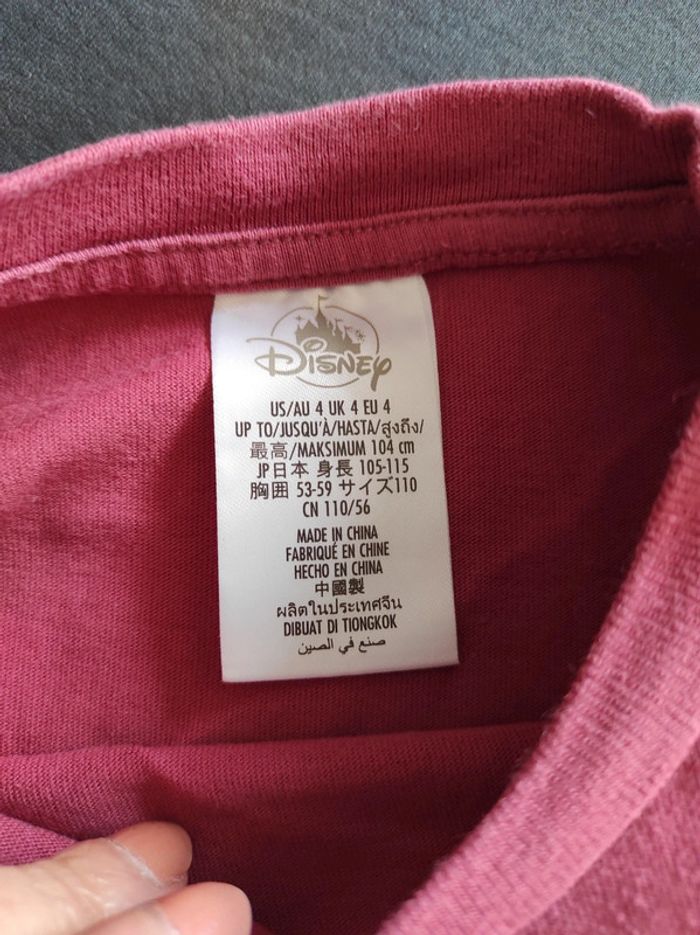 Disney
US/AU 4 UK 4 EU 4
UP TO/JUSQU'À/HASTA/สูงถึง/
最高/MAKSIMUM 104 cm
JP日本 身長 105-115
胸囲 53-59 サイズ110
CN 110/56
MADE IN CHINA
FABRIQUÉ EN CHINE
HECHO EN CHINA
中國製
ผลิตในประเทศจีน
DIBUAT DI TIONGKOK
صنع في الصين